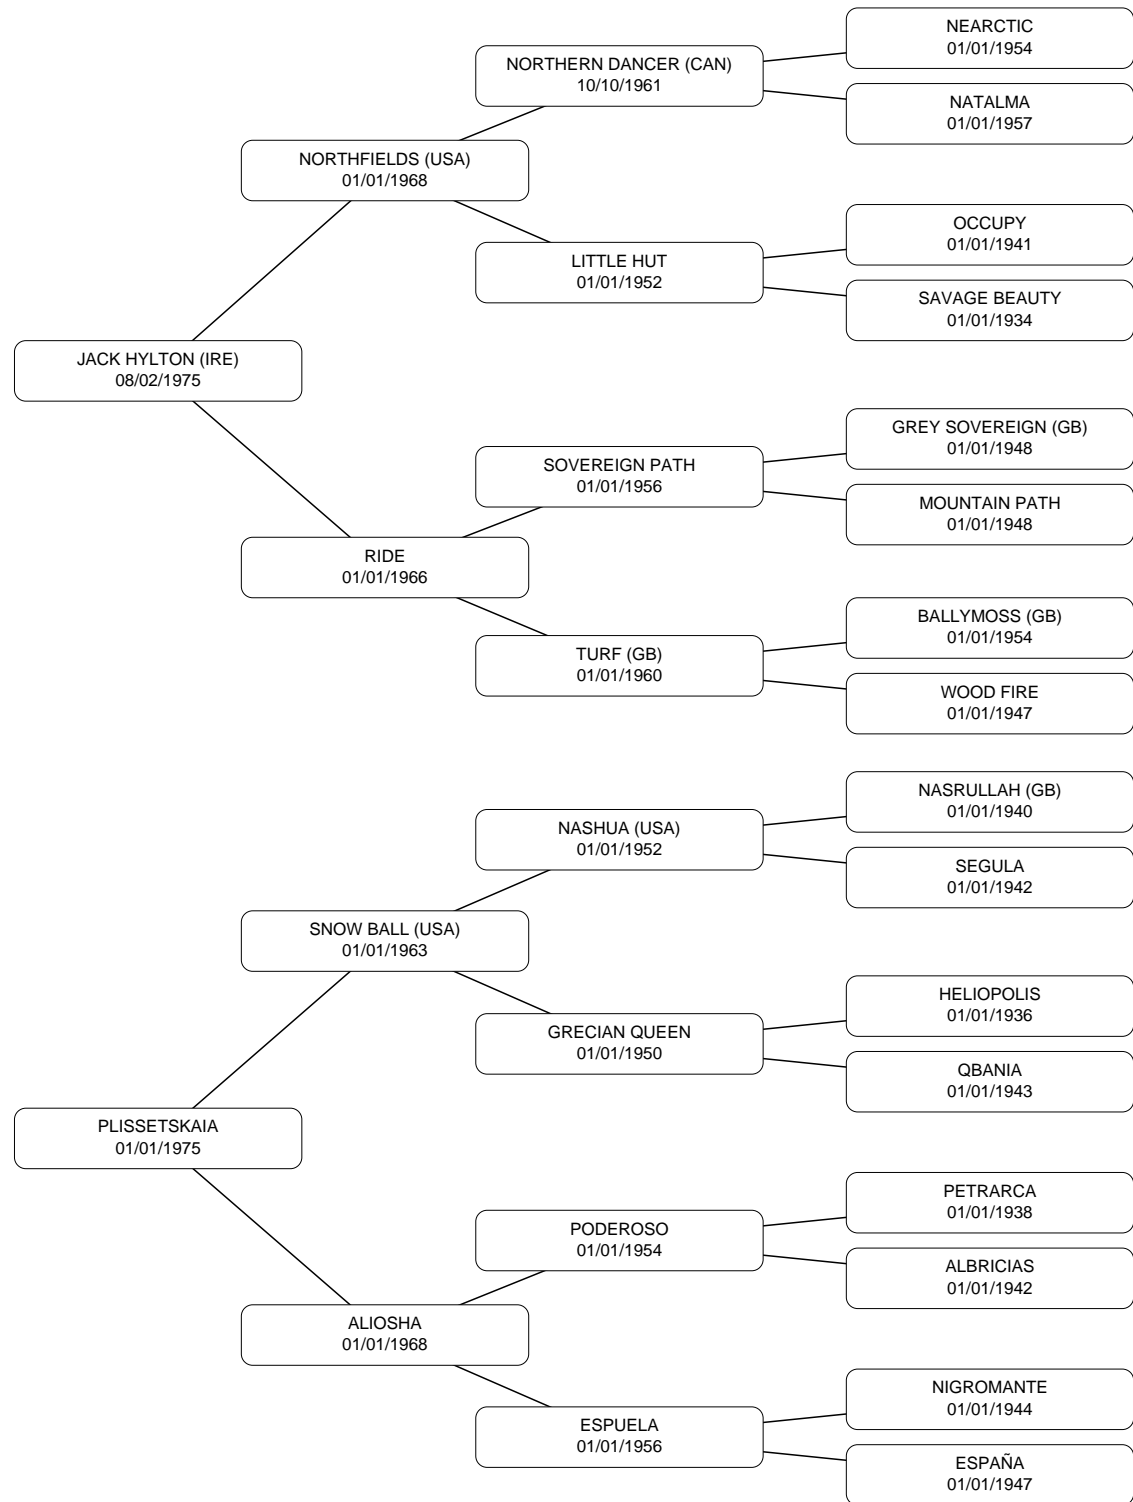 NEARCTIC
01/01/1954
NORTHERN DANCER (CAN)
10/10/1961
NATALMA
01/01/1957
NORTHFIELDS (USA)
01/01/1968
OCCUPY
01/01/1941
LITTLE HUT
01/01/1952
SAVAGE BEAUTY
01/01/1934
JACK HYLTON (IRE)
08/02/1975
GREY SOVEREIGN (GB)
01/01/1948
SOVEREIGN PATH
01/01/1956
MOUNTAIN PATH
01/01/1948
RIDE
01/01/1966
BALLYMOSS (GB)
01/01/1954
TURF (GB)
01/01/1960
WOOD FIRE
01/01/1947
NASRULLAH (GB)
01/01/1940
NASHUA (USA)
01/01/1952
SEGULA
01/01/1942
SNOW BALL (USA)
01/01/1963
HELIOPOLIS
01/01/1936
GRECIAN QUEEN
01/01/1950
QBANIA
01/01/1943
PLISSETSKAIA
01/01/1975
PETRARCA
01/01/1938
PODEROSO
01/01/1954
ALBRICIAS
01/01/1942
ALIOSHA
01/01/1968
NIGROMANTE
01/01/1944
ESPUELA
01/01/1956
ESPAÑA
01/01/1947